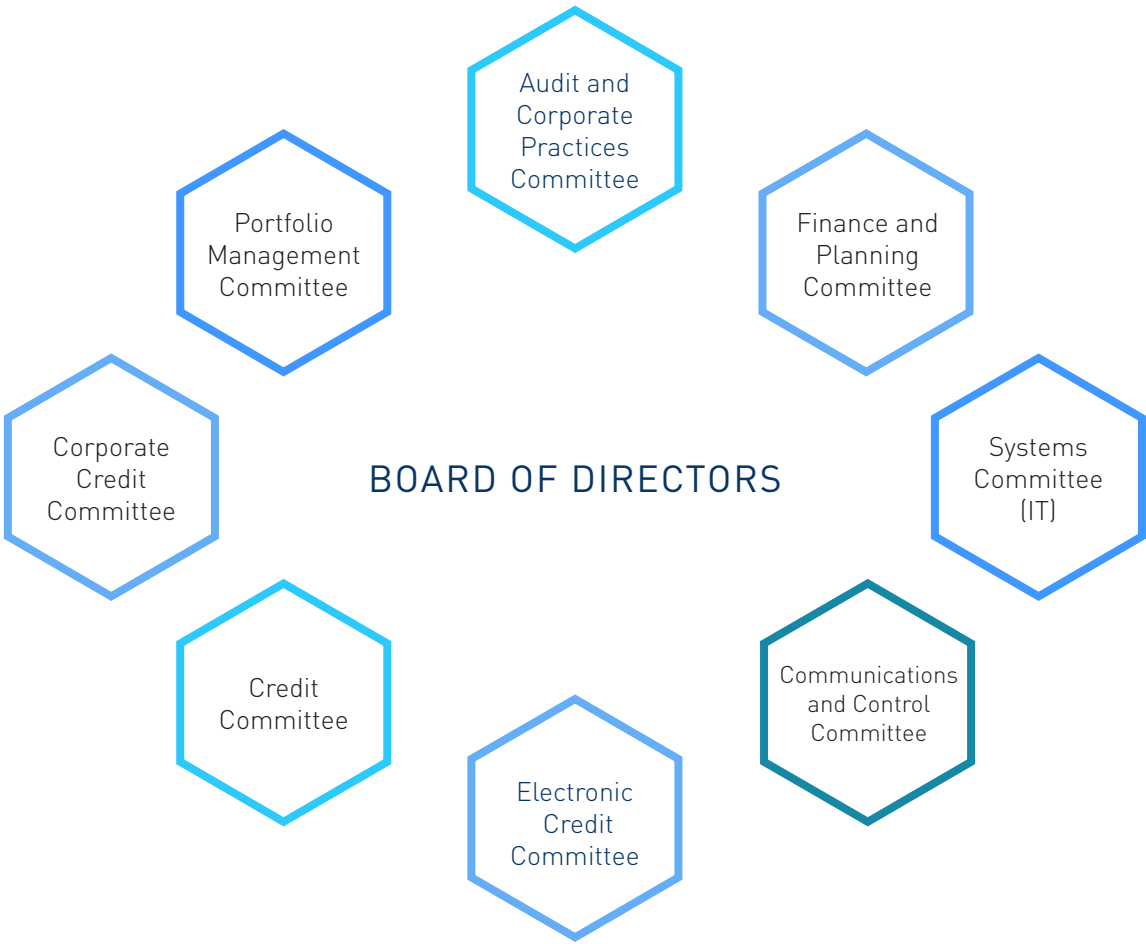 Audit and
Corporate
Practices
Committee
Portfolio
Management
Committee
Finance and
Planning
Committee
Corporate
Credit
Committee
BOARD OF DIRECTORS
Systems
Committee
(IT)
Credit
Committee
Communications
and Control
Committee
Electronic
Credit
Committee